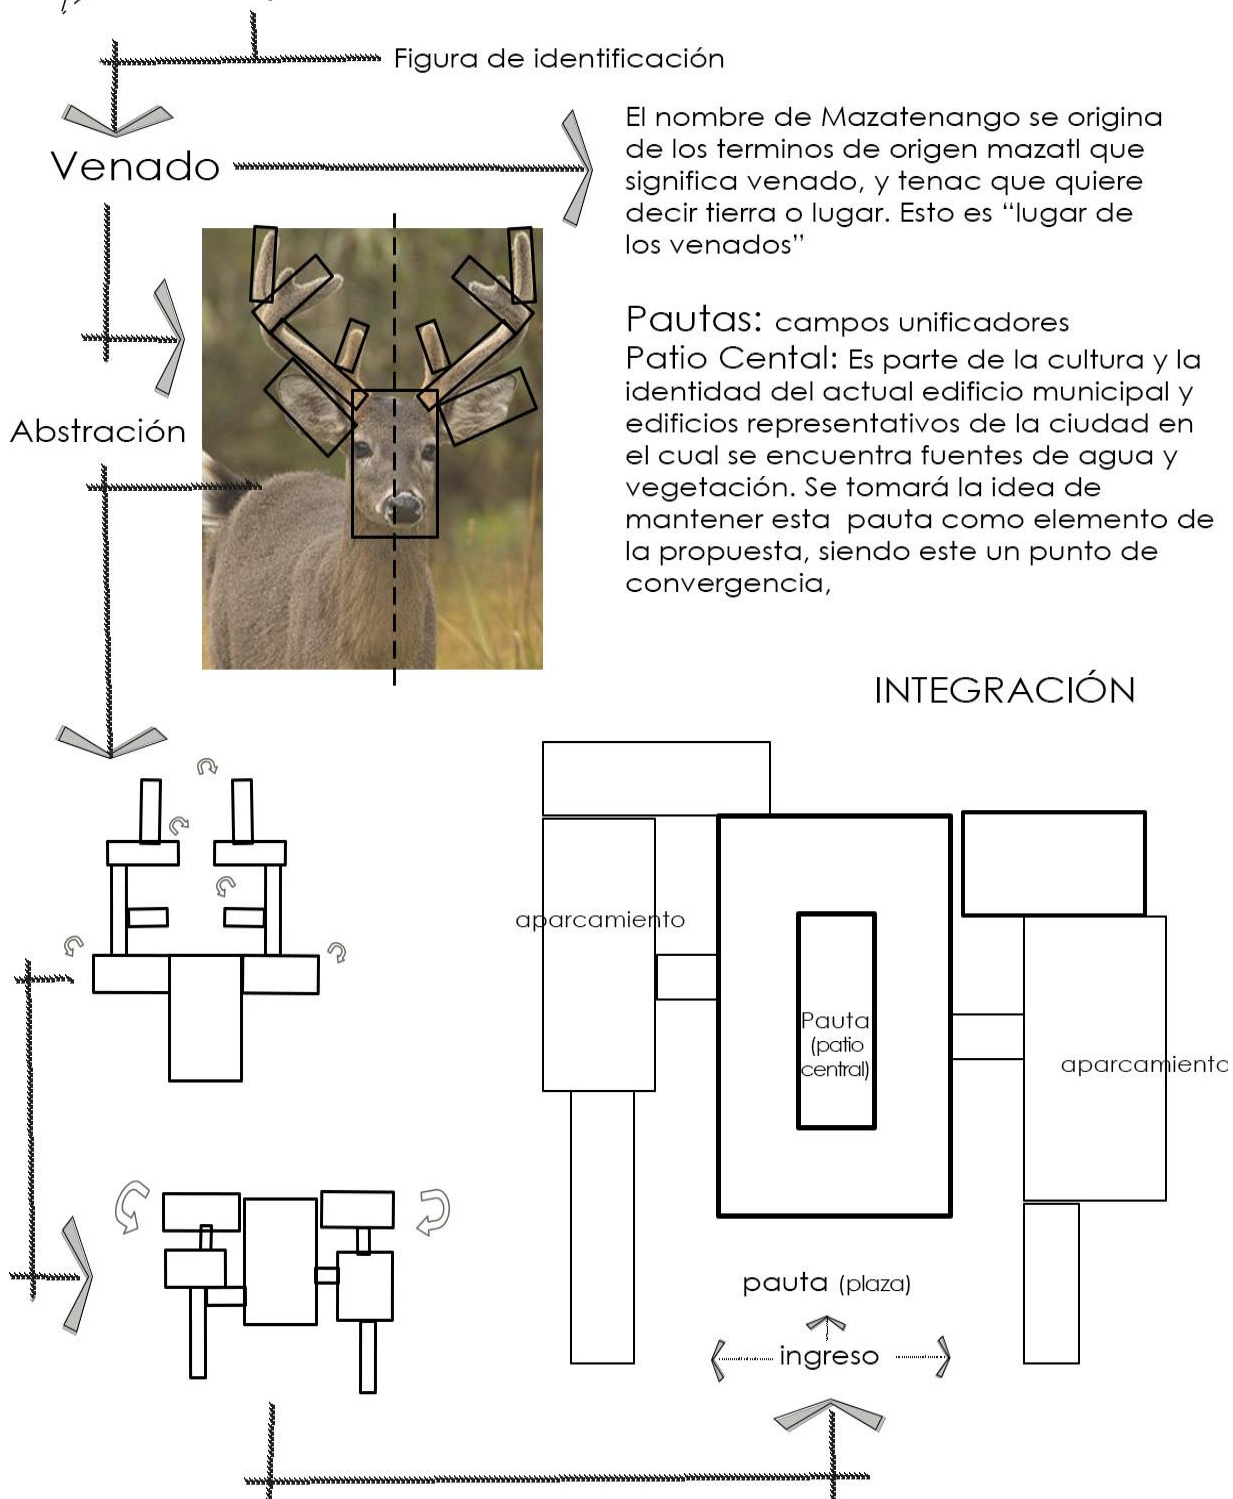 Figura de identificación
Venado
El nombre de Mazatenango se origina
de los terminos de origen mazatl que
significa venado, y tenac que quiere
decir tierra o lugar. Esto es “lugar de
los venados”
Abstración
Pautas: campos unificadores
Patio Cental: Es parte de la cultura y la
identidad del actual edificio municipal y
edificios representativos de la ciudad en
el cual se encuentra fuentes de agua y
vegetación. Se tomará la idea de
mantener esta pauta como elemento de
la propuesta, siendo este un punto de
convergencia,
INTEGRACIÓN
aparcamiento
Pauta
(patio
central)
aparcamiento
pauta (plaza)
ingreso